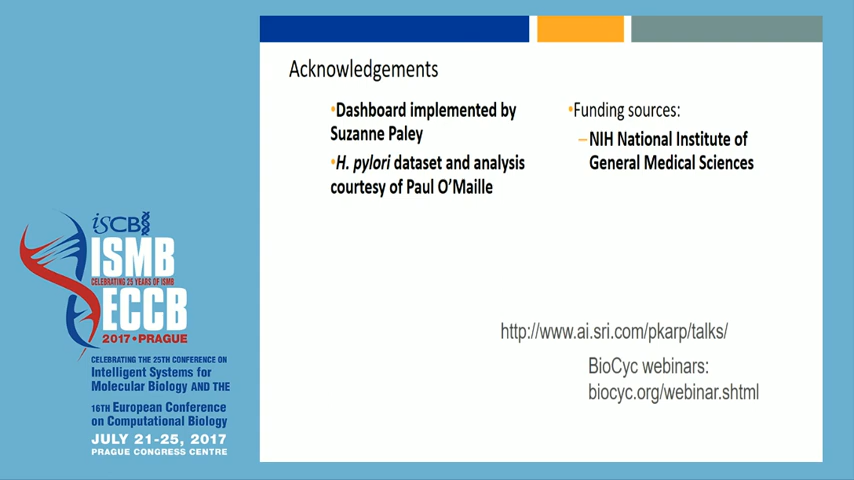 Acknowledgements
•Dashboard implemented by
Suzanne Paley
•H. pylori dataset and analysis
courtesy of Paul O’Maille
•Funding sources:
–NIH National Institute of
General Medical Sciences
http://www.ai.sri.com/pkarp/talks/
BioCyc webinars:
biocyc.org/webinar.shtml
iSCB
ISMB
CELEBRATING 25 YEARS OF ISMB
ECCB
2017•PRAGUE
CELEBRATING THE 25TH CONFERENCE ON
Intelligent Systems for
Molecular Biology AND THE
16TH European Conference
on Computational Biology
JULY 21-25, 2017
PRAGUE CONGRESS CENTRE